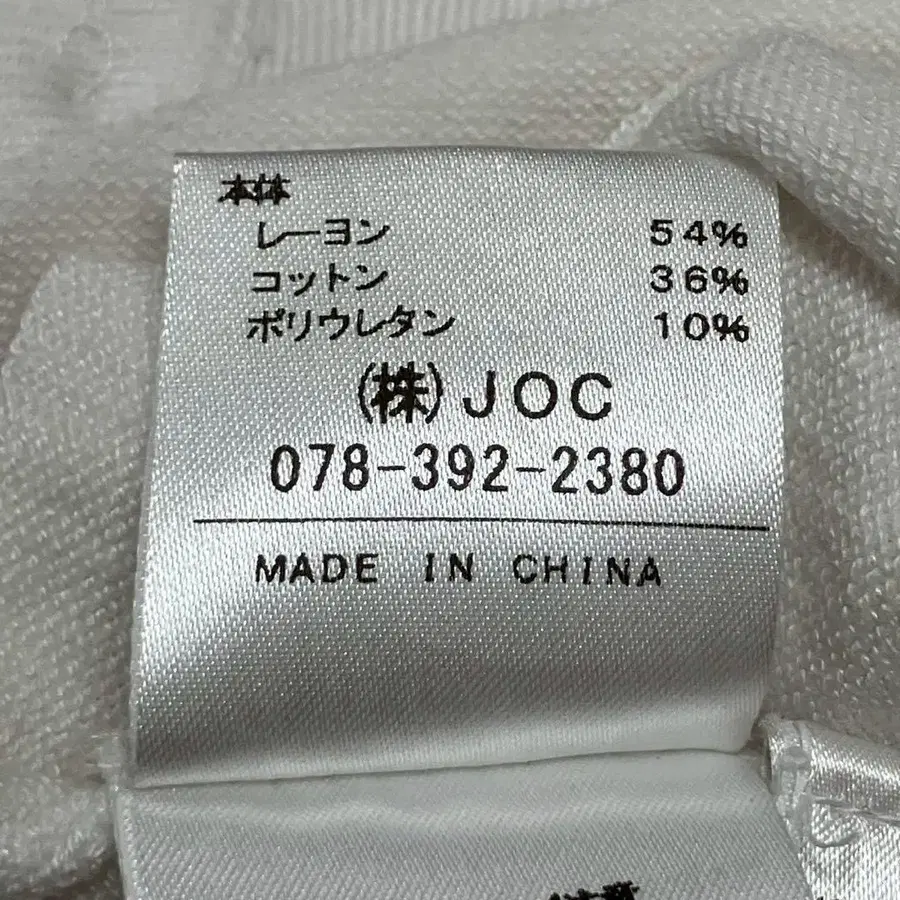 本体
レーヨン 54%
コットン 36%
ポリウレタン 10%
(株)JOC
078-392-2380
MADE IN CHINA